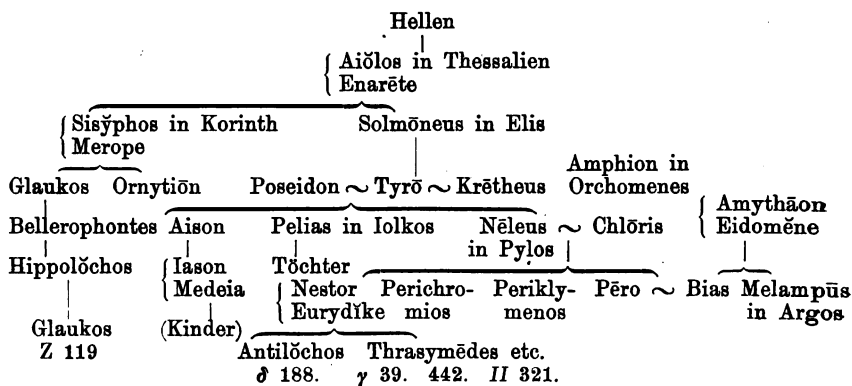 Hellen
Aiŏlos in Thessalien
Enarēte
Sisy̆phos in Korinth Solmōneus in Elis
Merope
Amphion in
Glaukos Ornytiōn Poseidon ~ Tyrō ~ Krētheus Orchomenes
Amythāon
Bellerophontes Aison Pelias in Iolkos Nēleus ~ Chlōris Eidomĕne
in Pylos
Hippolŏchos Iason Töchter
Medeia Nestor Perichro- Perikly- Pēro ~ Bias Melampūs
Eurydĭke mios menos in Argos
Glaukos (Kinder)
Z 119 Antilŏchos Thrasymēdes etc.
δ 188. γ 39. 442. II 321.